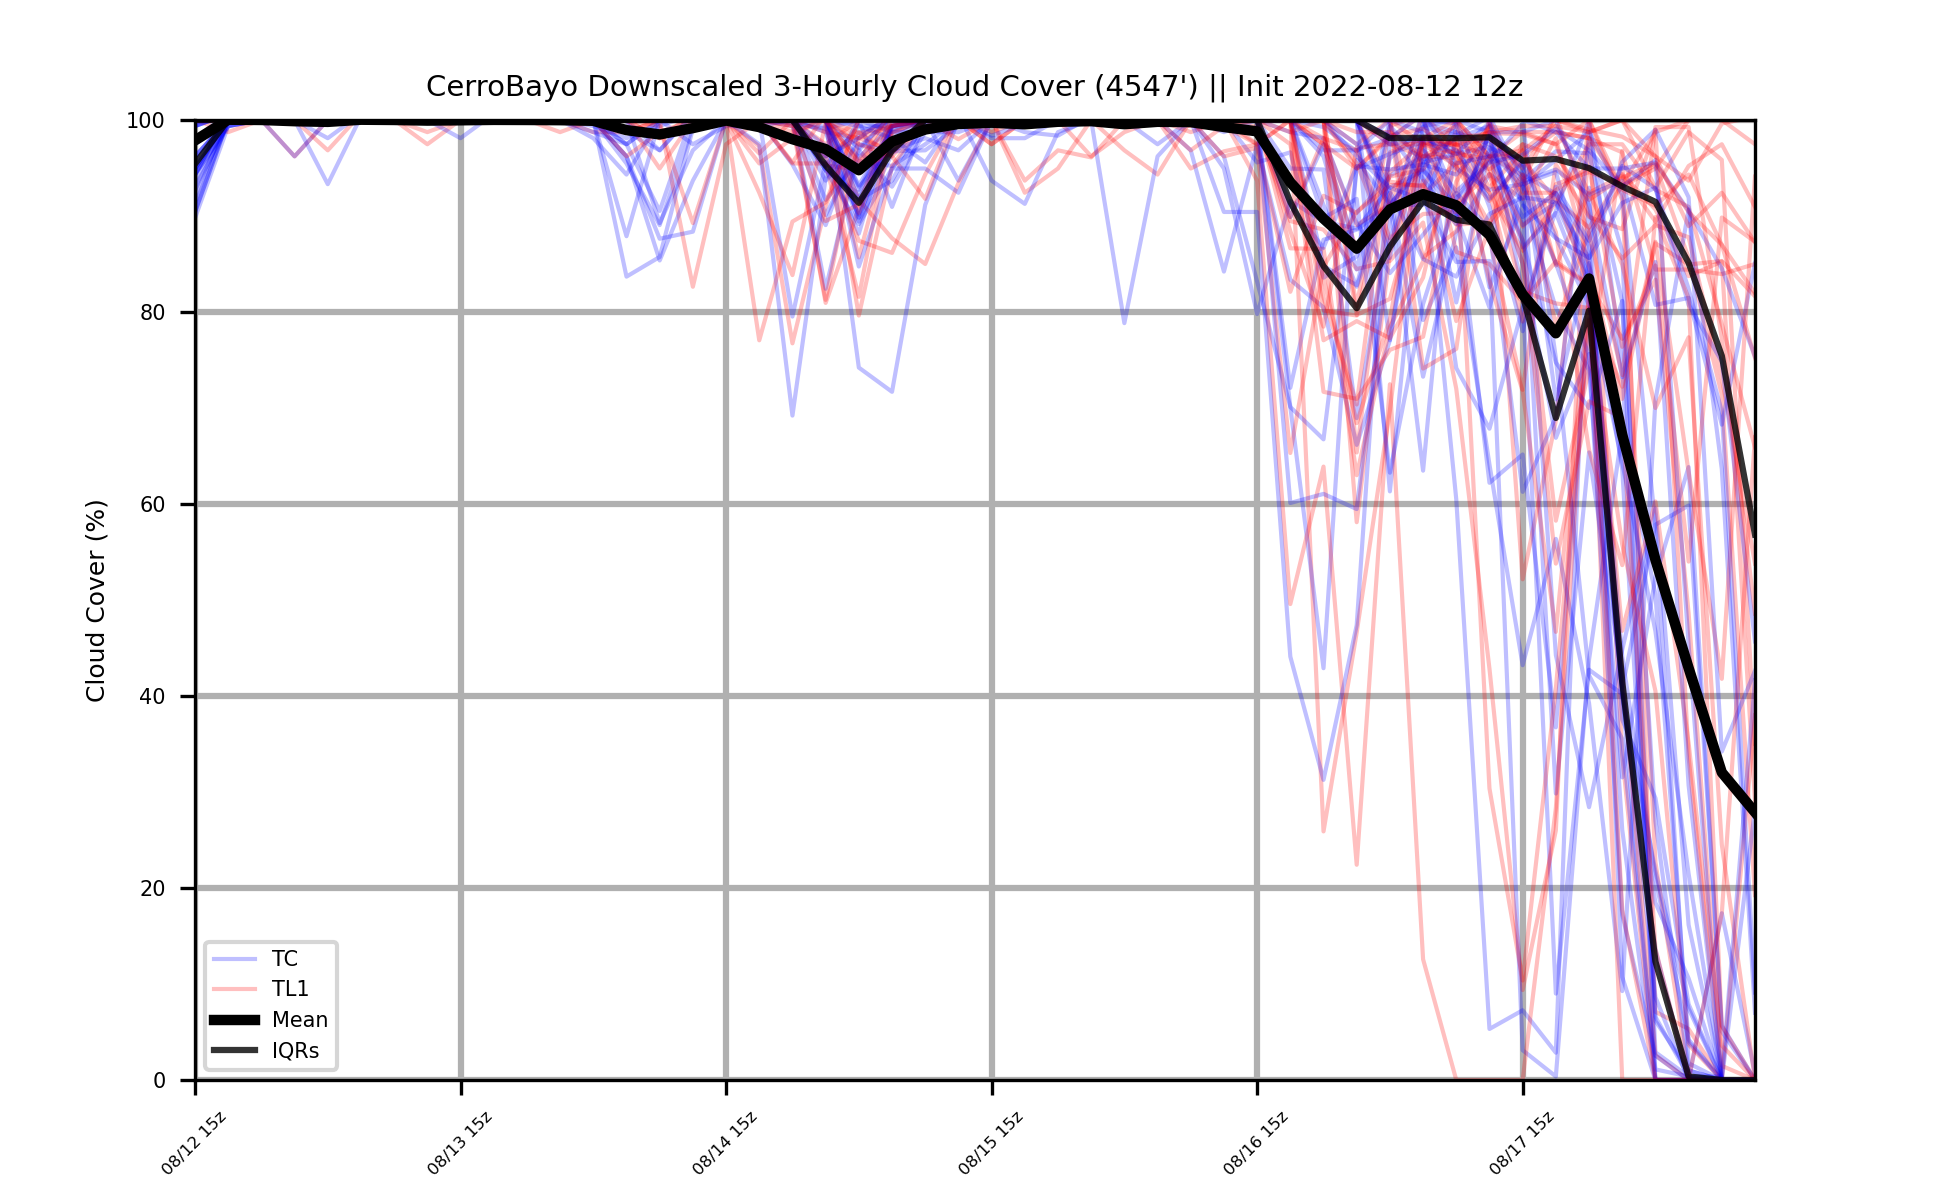 CerroBayo Downscaled 3-Hourly Cloud Cover (4547') || Init 2022-08-12 12z
Cloud Cover (%)
100
80
60
40
20
0
TC
TL1
Mean
IQRs
08/12 15z
08/13 15z
08/14 15z
08/15 15z
08/16 15z
08/17 15z